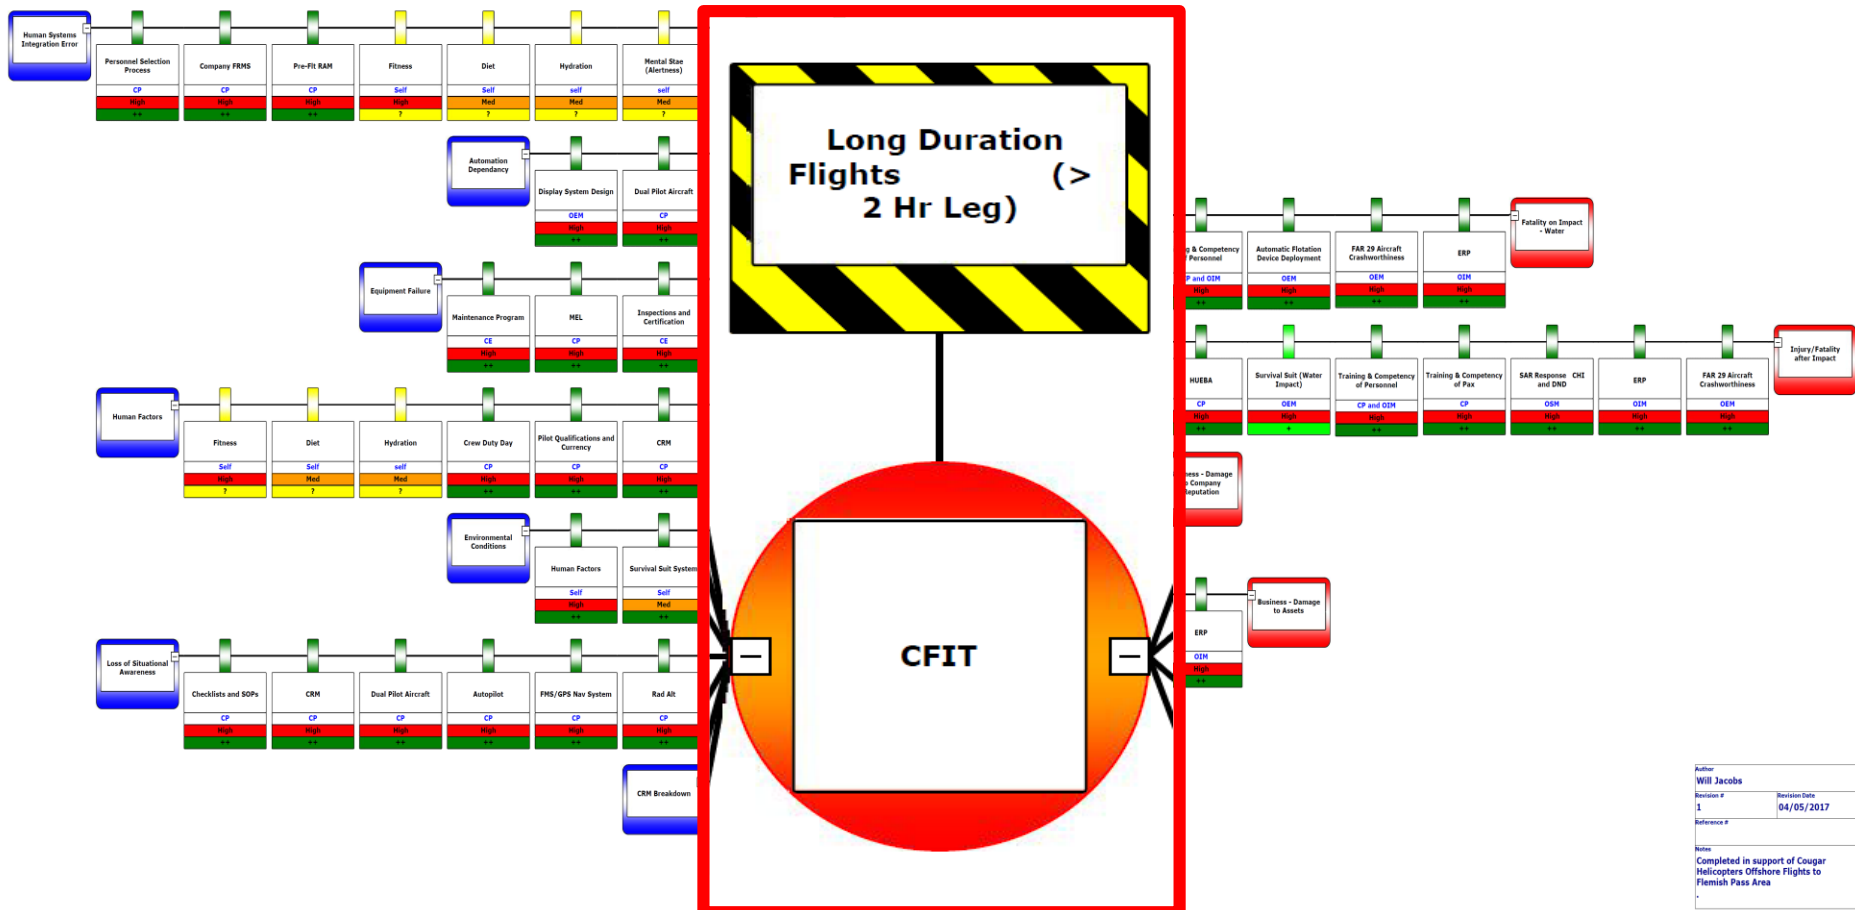 Human Systems
Integration Error
Personnel Selection
Process
CP
High
++
Company FRMS
CP
High
++
Pre-Flt RAM
CP
High
++
Fitness
Self
High
?
Diet
Self
Med
?
Hydration
self
Med
?
Mental Stae
(Alertness)
self
Med
?
Automation
Dependancy
Display System Design
OEM
High
++
Dual Pilot Aircraft
CP
High
++
Equipment Failure
Maintenance Program
CE
High
++
MEL
CP
High
++
Inspections and
Certification
CE
High
++
Human Factors
Fitness
Self
High
?
Diet
Self
Med
?
Hydration
self
Med
?
Crew Duty Day
CP
High
++
Pilot Qualifications and
Currency
CP
High
++
CRM
CP
High
++
Environmental
Conditions
Human Factors
Self
High
++
Survival Suit System
Self
Med
++
Loss of Situational
Awareness
Checklists and SOPs
CP
High
++
CRM
CP
High
++
Dual Pilot Aircraft
CP
High
++
Autopilot
CP
High
++
FMS/GPS Nav System
CP
High
++
Rad Alt
CP
High
++
CRM Breakdown
Long Duration
Flights (>
2 Hr Leg)
CFIT
g & Competency
Personnel
P and OIM
High
++
Automatic Flotation
Device Deployment
OEM
High
++
FAR 29 Aircraft
Crashworthiness
OEM
High
++
ERP
OIM
High
++
Fatality on Impact
- Water
HUEBA
CP
High
++
Survival Suit (Water
Impact)
OEM
High
+
Training & Competency
of Personnel
CP and OIM
High
++
Training & Competency
of Pax
CP
High
++
SAR Response CHI
and DND
OSM
High
++
ERP
OIM
High
++
FAR 29 Aircraft
Crashworthiness
OEM
High
++
Injury/Fatality
after Impact
ness - Damage
Company
Reputation
ERP
OIM
High
++
Business - Damage
to Assets
Author
Will Jacobs
Revision #
1
Revision Date
04/05/2017
Reference #
Notes
Completed in support of Cougar
Helicopters Offshore Flights to
Flemish Pass Area
.